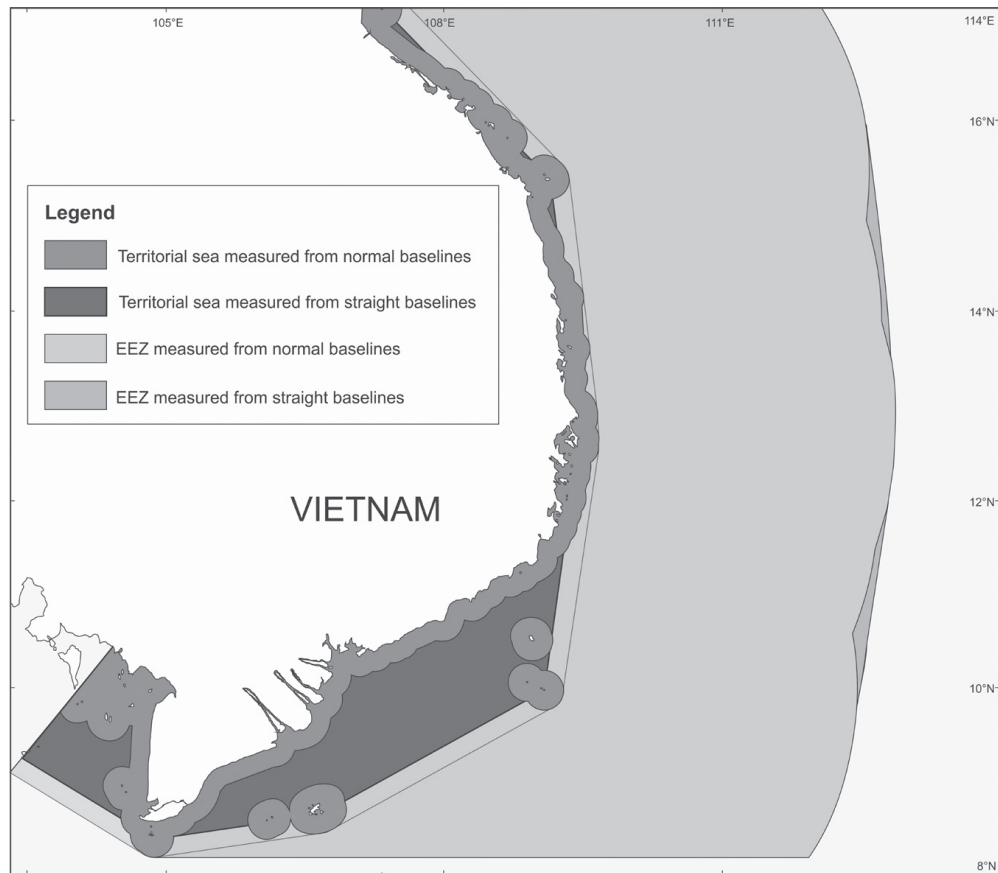 105°E
108°E
111°E
114°E
16°N
Legend
Territorial sea measured from normal baselines
Territorial sea measured from straight baselines
14°N
EEZ measured from normal baselines
EEZ measured from straight baselines
VIETNAM
12°N
10°N
8°N